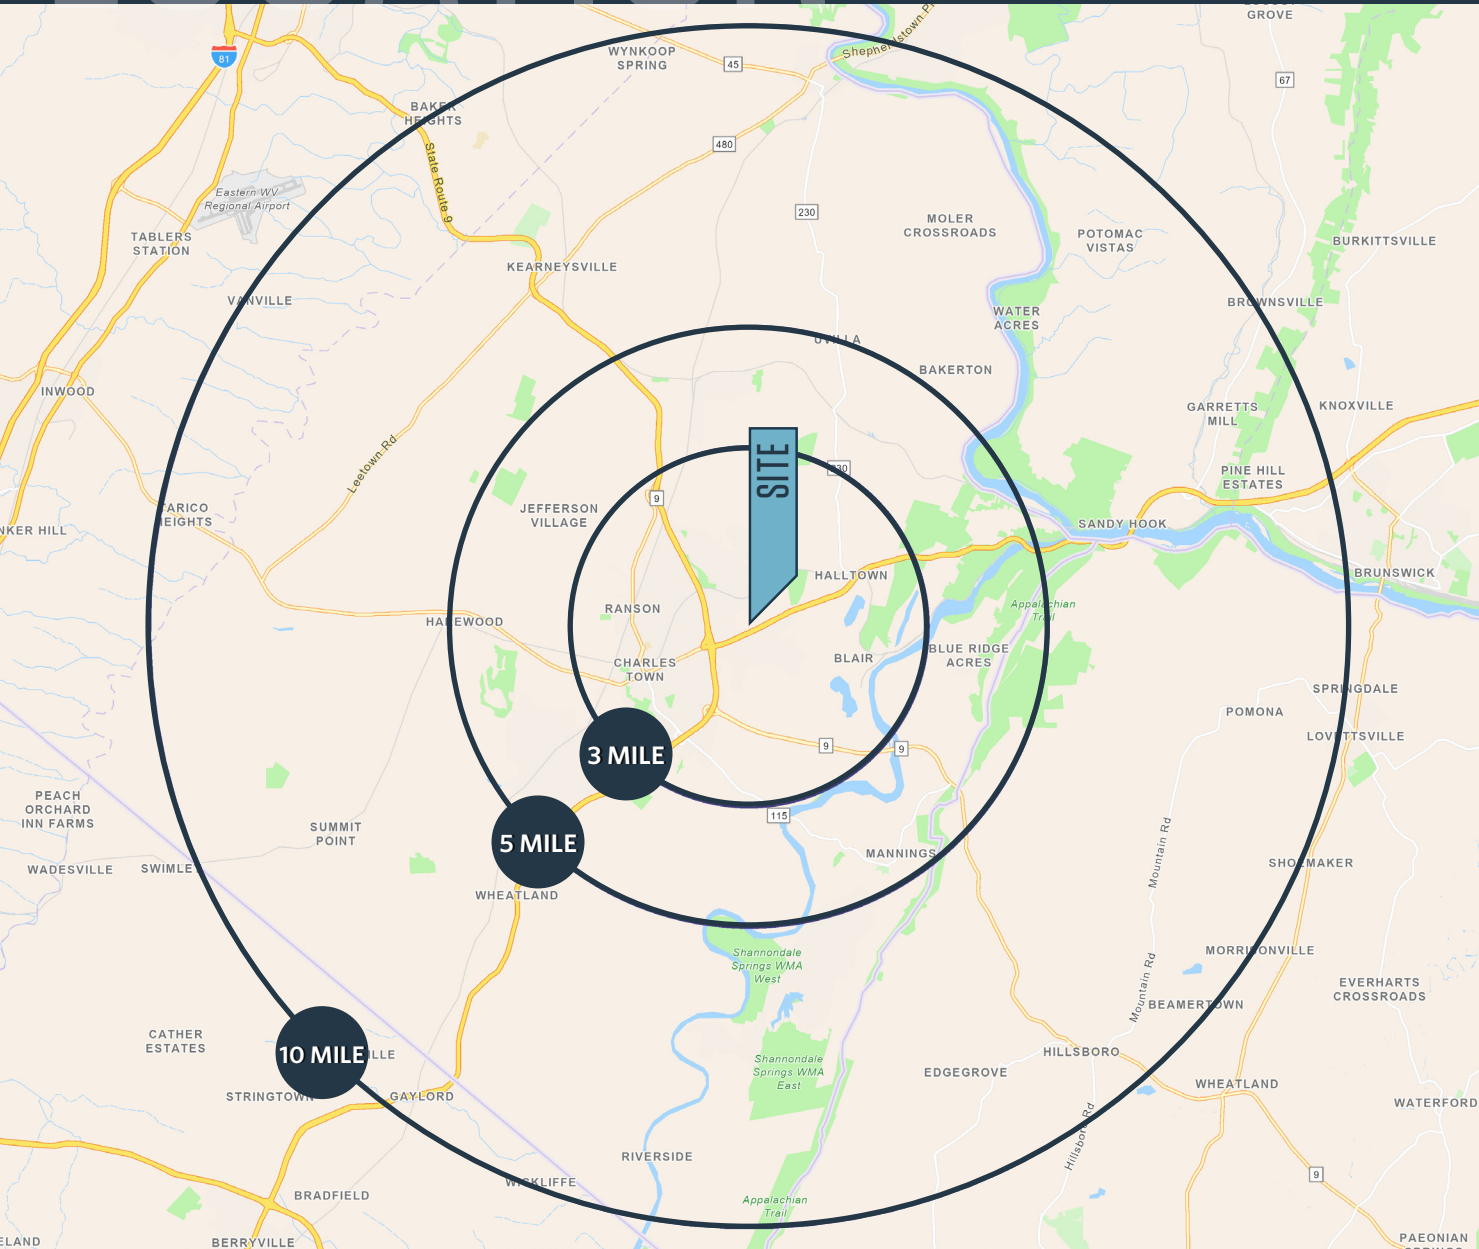 GROVE
Shepherdstown Pi
WYNKOOP
SPRING
45
81
67
BAKER
HEIGHTS
480
State Route 9
Eastern WV
Regional Airport
230
MOLER
CROSSROADS
POTOMAC
VISTAS
TABLERS
STATION
BURKITTSVILLE
KEARNEYSVILLE
VANVILLE
BROWNSVILLE
WATER
ACRES
UVILLA
BAKERTON
INWOOD
GARRETTS
MILL
KNOXVILLE
Leetown Rd
SITE
230
PINE HILL
ESTATES
9
TARICO
HEIGHTS
JEFFERSON
VILLAGE
NKER HILL
SANDY HOOK
HALLTOWN
BRUNSWICK
RANSON
Appalachian
Trail
HAREWOOD
CHARLES
TOWN
BLAIR
BLUE RIDGE
ACRES
SPRINGDALE
POMONA
LOVETTSVILLE
9
9
3 MILE
PEACH
ORCHARD
INN FARMS
115
SUMMIT
POINT
5 MILE
Mountain Rd
MANNINGS
WADESVILLE
SWIMLEY
SHOEMAKER
WHEATLAND
Shannondale
Springs WMA
West
MORRISONVILLE
EVERHARTS
CROSSROADS
Mountain Rd
BEAMERTOWN
CATHER
ESTATES
10 MILE
ILLE
HILLSBORO
Shannondale
Springs WMA
East
EDGEGROVE
WHEATLAND
STRINGTOWN
GAYLORD
WATERFORD
Hillsboro Rd
RIVERSIDE
9
WICKLIFFE
BRADFIELD
Appalachian
Trail
ELAND
BERRYVILLE
PAEONIAN